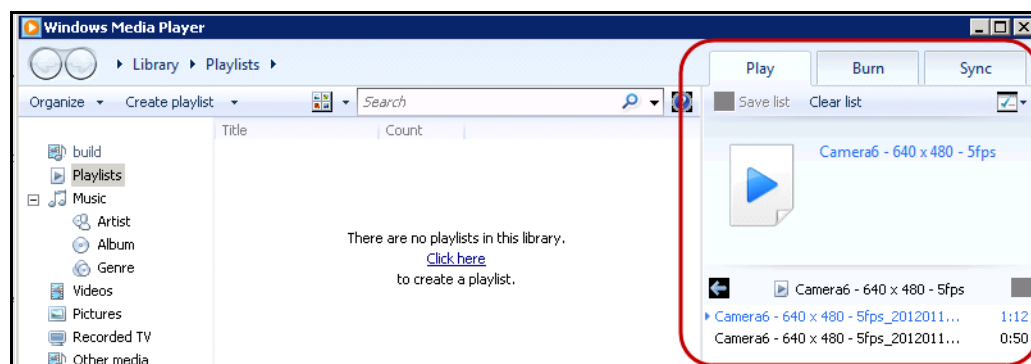 Windows Media Player
Library Playlists
Play Burn Sync
Organize Create playlist Search
Save list Clear list
Title Count
build
Playlists
Music
Artist
Album
Genre
Videos
Pictures
Recorded TV
Other media
There are no playlists in this library.
Click here
to create a playlist.
Camera6 - 640 x 480 - 5fps
Camera6 - 640 x 480 - 5fps
Camera6 - 640 x 480 - 5fps_2012011... 1:12
Camera6 - 640 x 480 - 5fps_2012011... 0:50